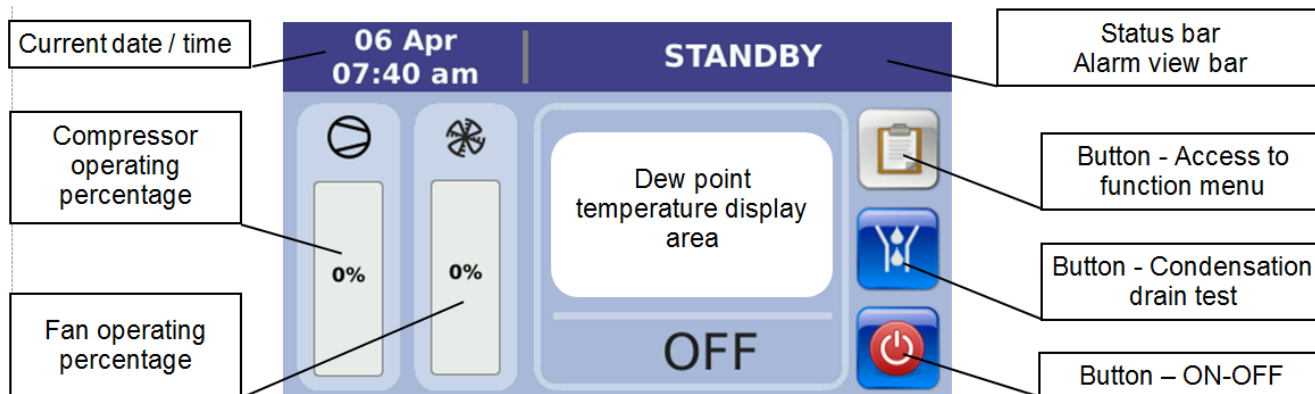 Current date / time
06 Apr
07:40 am
STANDBY
Status bar
Alarm view bar
Compressor
operating
percentage
0%
0%
Dew point
temperature display
area
Button - Access to
function menu
Button - Condensation
drain test
Fan operating
percentage
OFF
Button – ON-OFF